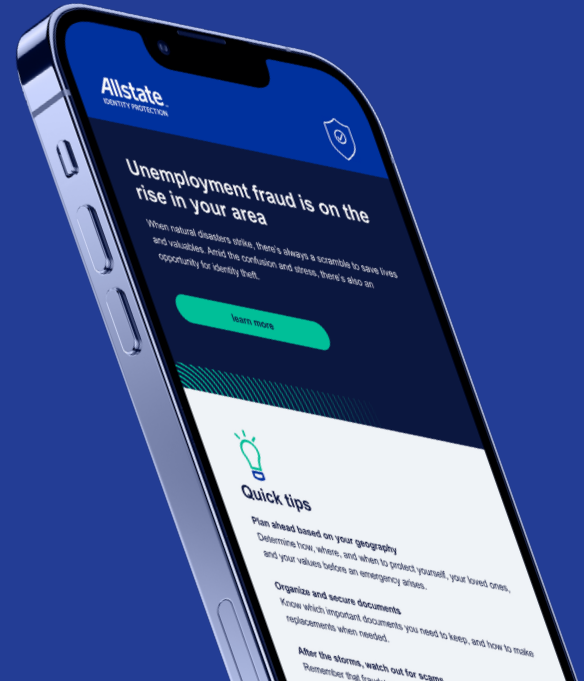 Allstate
IDENTITY PROTECTION
Unemployment fraud is on the
rise in your area
When natural disasters strike, there's always a scramble to save lives
and valuables. Amid the confusion and stress, there's also an
opportunity for identity theft.
learn more
Quick tips
Plan ahead based on your geography
Determine how, where, and when to protect yourself, your loved ones,
and your values before an emergency arises.
Organize and secure documents
Know which important documents you need to keep, and how to make
replacements when needed.
After the storms, watch out for scams
Remember that